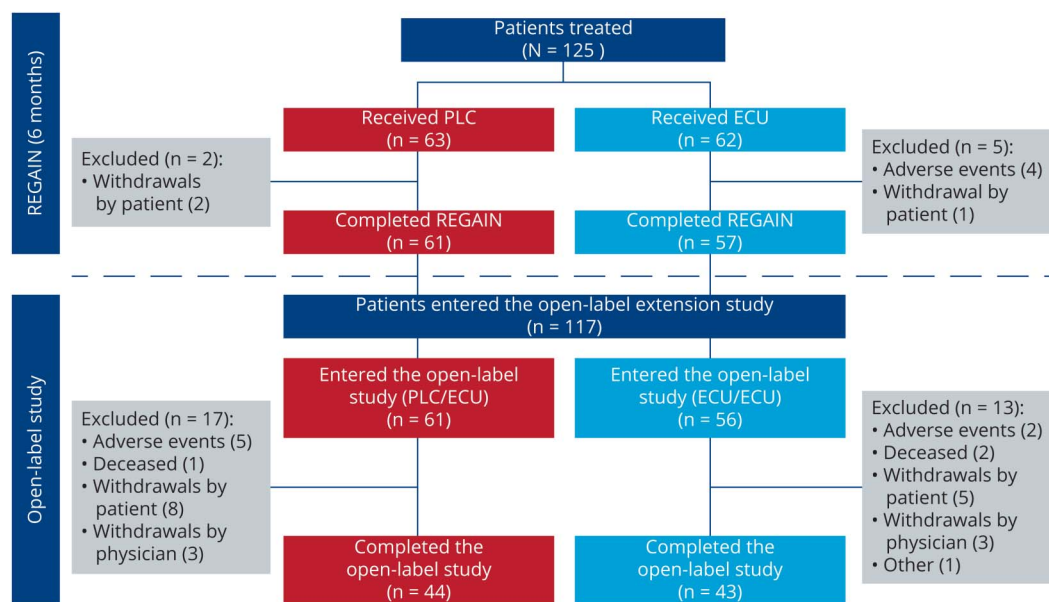 REGAIN (6 months)
Patients treated
(N = 125 )
Received PLC
(n = 63)
Received ECU
(n = 62)
Excluded (n = 2):
• Withdrawals
by patient (2)
Excluded (n = 5):
• Adverse events (4)
• Withdrawal by
patient (1)
Completed REGAIN
(n = 61)
Completed REGAIN
(n = 57)
Open-label study
Patients entered the open-label extension study
(n = 117)
Entered the open-label
study (PLC/ECU)
(n = 61)
Entered the open-label
study (ECU/ECU)
(n = 56)
Excluded (n = 17):
• Adverse events (5)
• Deceased (1)
• Withdrawals by
patient (8)
• Withdrawals by
physician (3)
Excluded (n = 13):
• Adverse events (2)
• Deceased (2)
• Withdrawals by
patient (5)
• Withdrawals by
physician (3)
• Other (1)
Completed the
open-label study
(n = 44)
Completed the
open-label study
(n = 43)